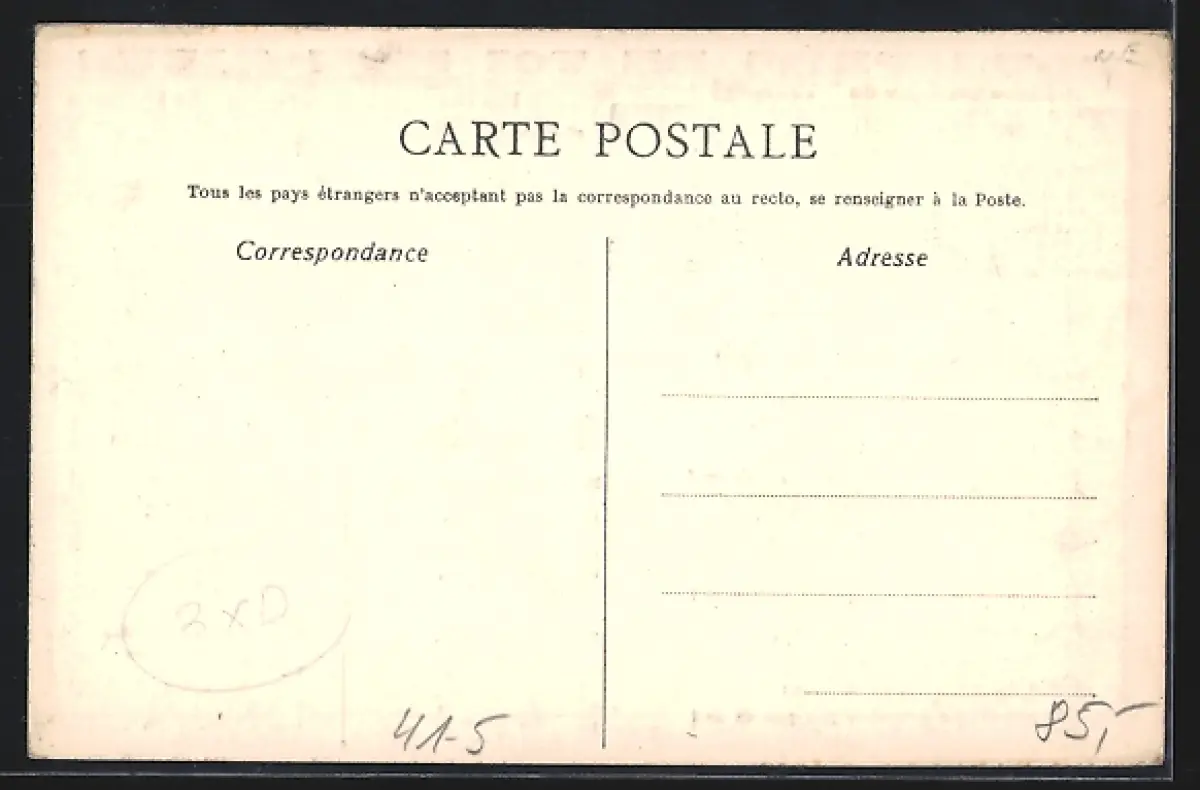 NE
CARTE POSTALE
Tous les pays étrangers n'acceptant pas la correspondance au recto, se renseigner à la Poste.
Correspondance
Adresse
2XD
41-5
85,-